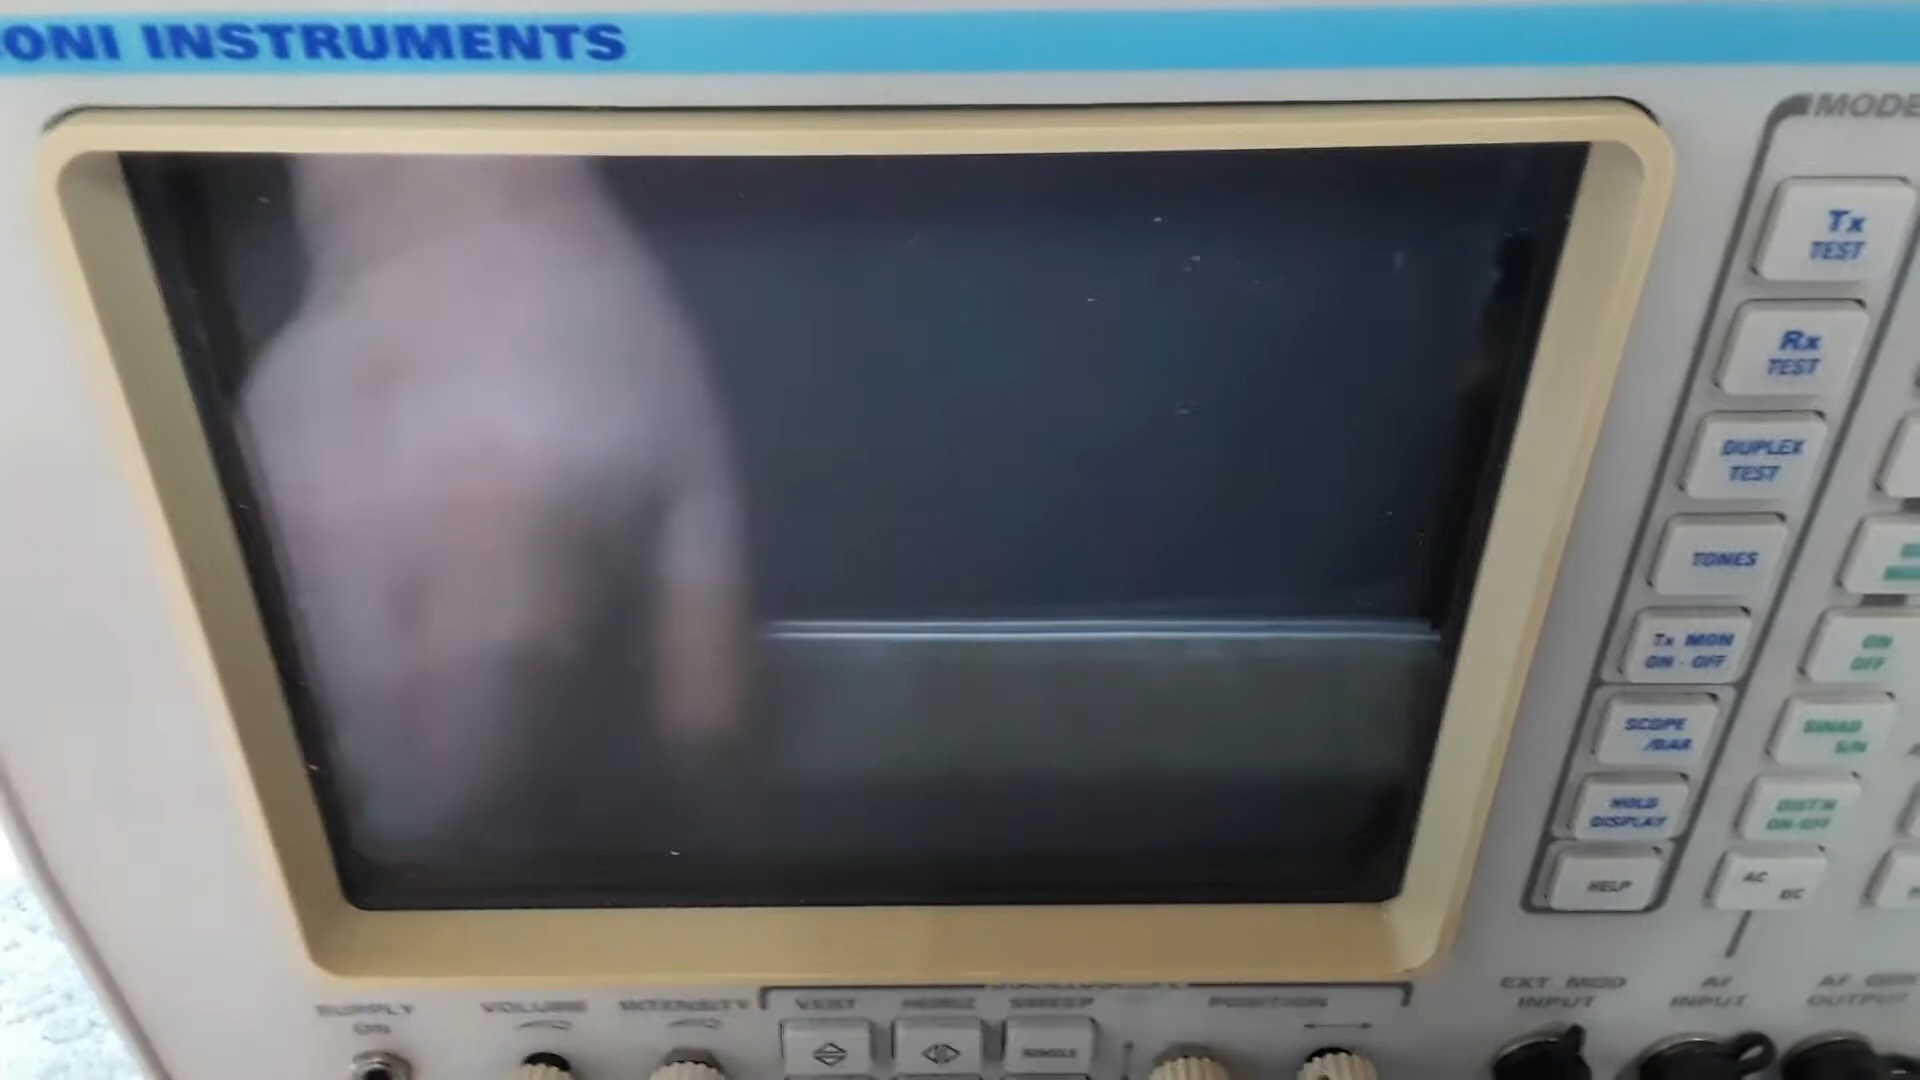 ONI INSTRUMENTS
MODE
Tx
TEST
Rx
TEST
DUPLEX
TEST
TONES
Tx MON
ON - OFF
ON
OFF
SCOPE
/BAR
SINAD
S/N
HOLD
DISPLAY
DIST'N
ON-OFF
HELP
AC
DC
EXT MOD
INPUT
AF
INPUT
AF GEN
OUTPUT
SUPPLY
ON
VOLUME
INTENSITY
VERT
HORIZ
SWEEP
POSITION